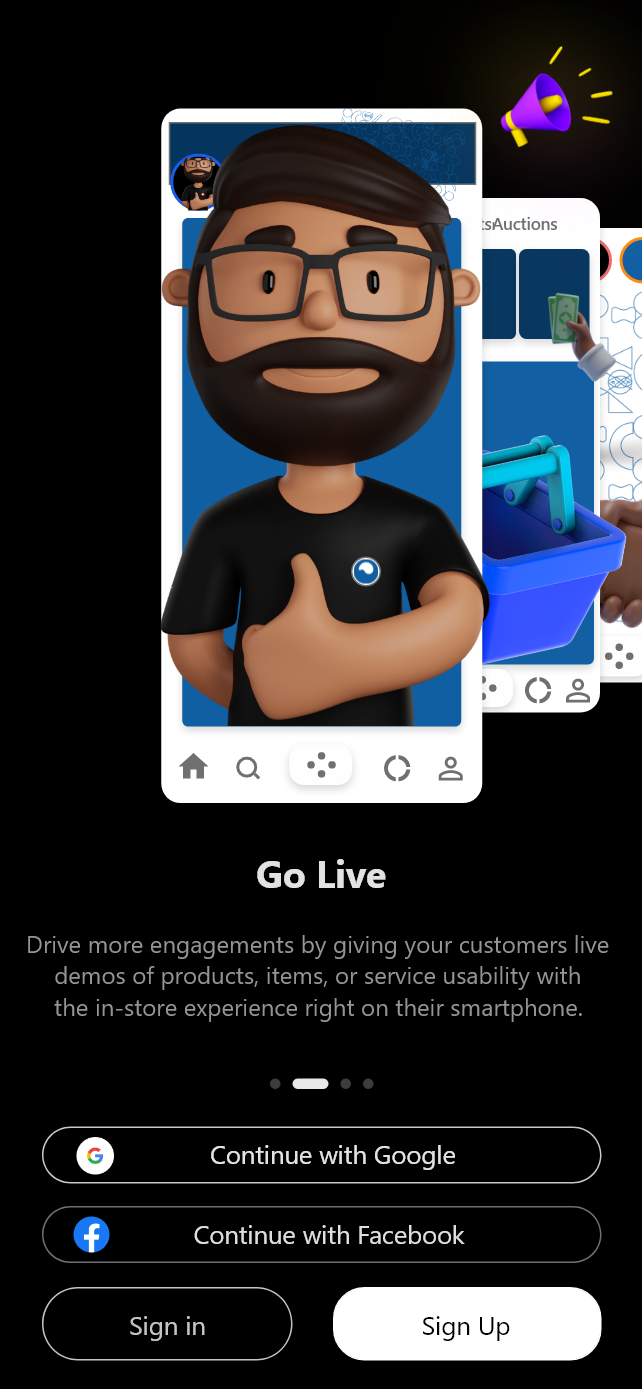 Auctions
Go Live
Drive more engagements by giving your customers live
demos of products, items, or service usability with
the in-store experience right on their smartphone.
Continue with Google
Continue with Facebook
Sign in
Sign Up